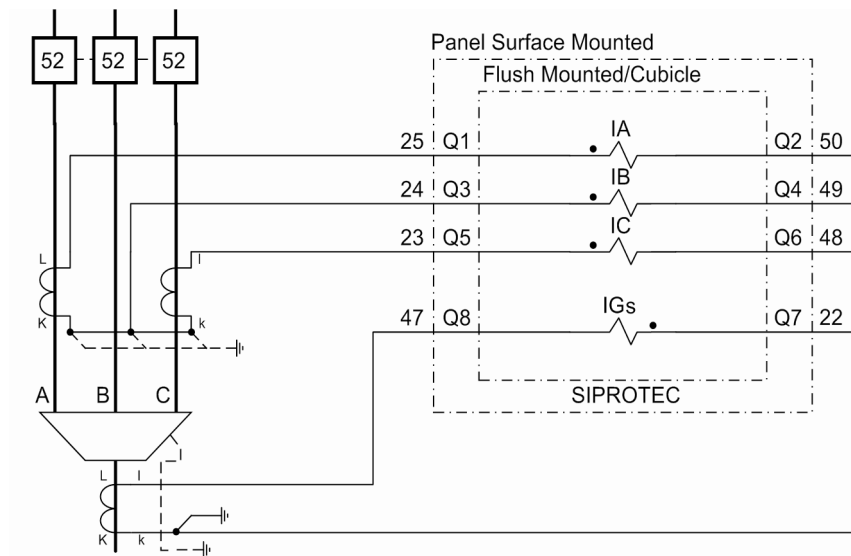 52 52 52
Panel Surface Mounted
Flush Mounted/Cubicle
25 Q1 IA Q2 50
24 Q3 IB Q4 49
23 Q5 IC Q6 48
L l
K k
47 Q8 IGs Q7 22
A B C
SIPROTEC
L l
K k